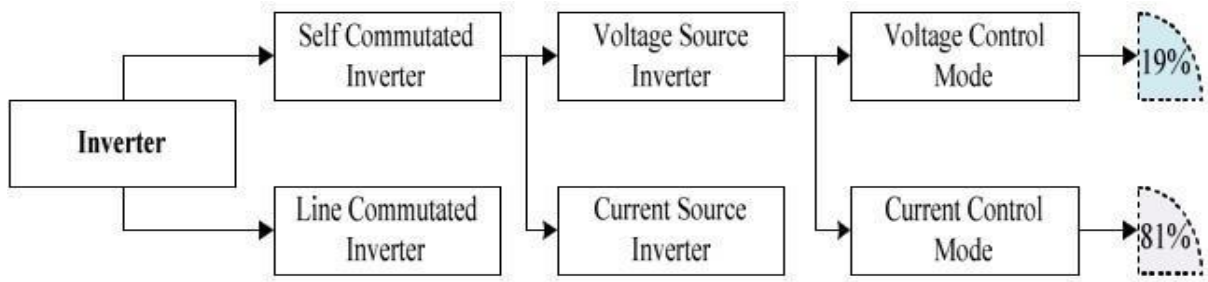 Inverter
Self Commutated
Inverter
Line Commutated
Inverter
Voltage Source
Inverter
Current Source
Inverter
Voltage Control
Mode
Current Control
Mode
19%
81%